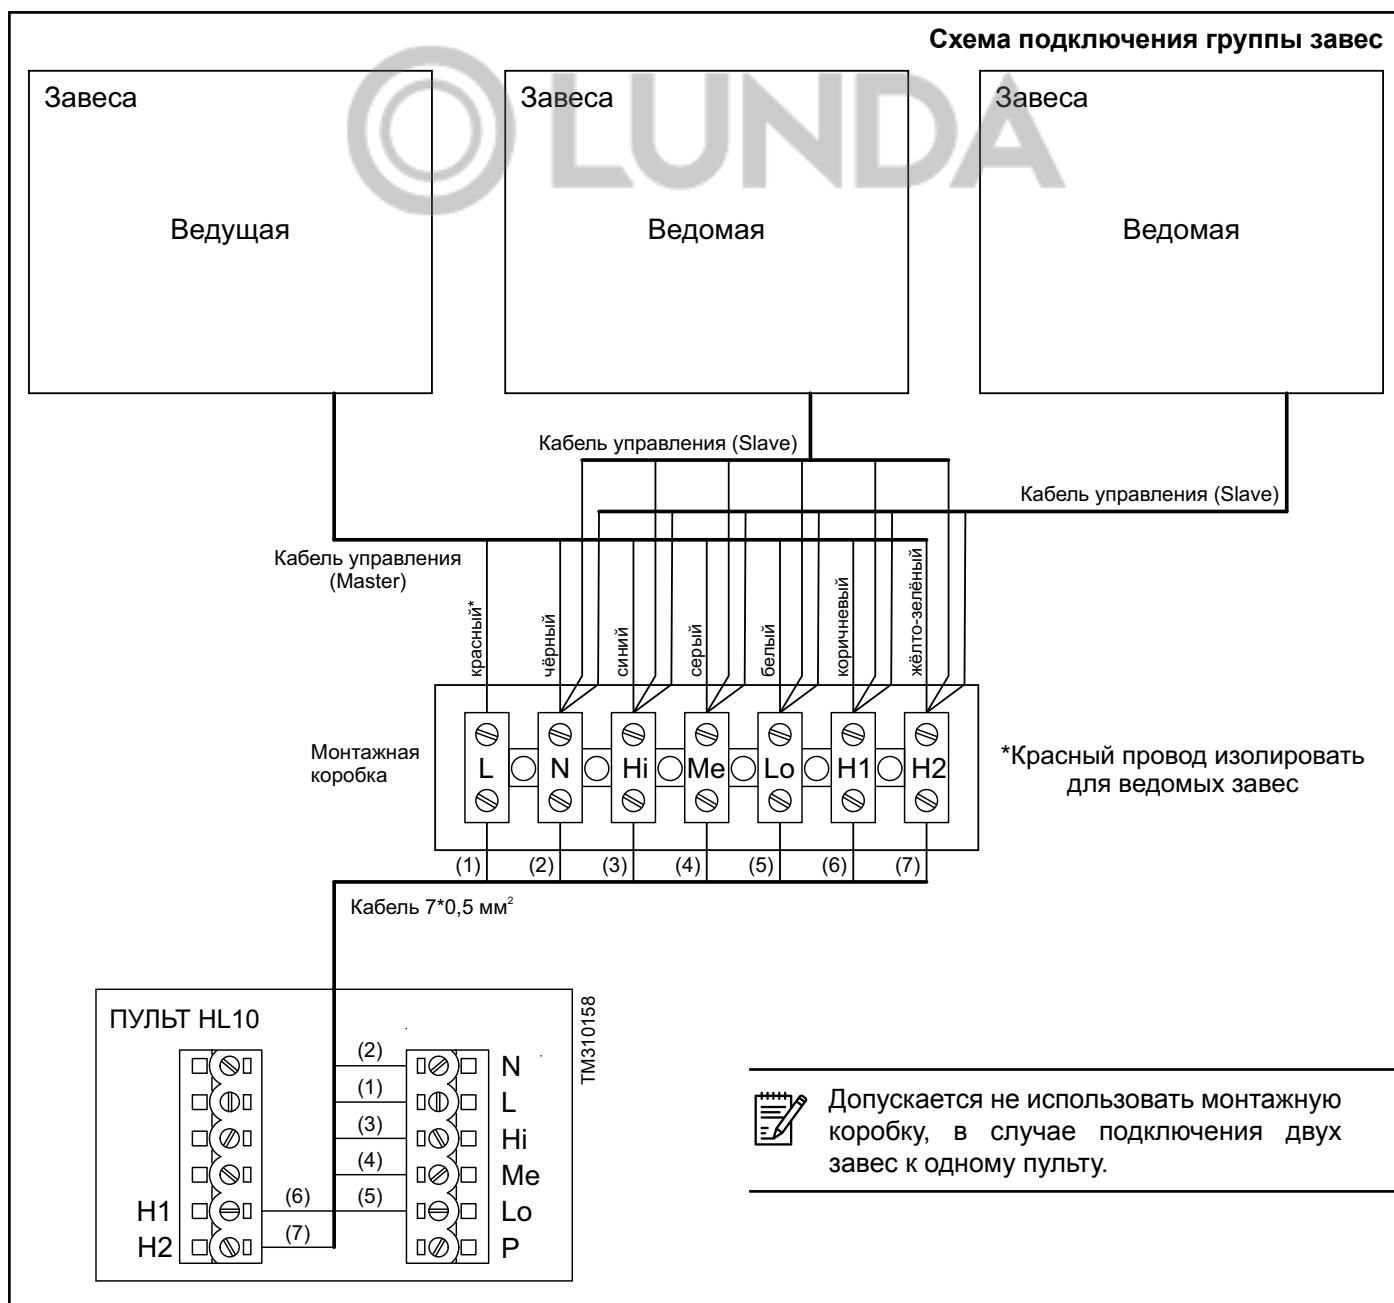 Схема подключения группы завес
LUNDA
Завеса
Завеса
Завеса
Ведущая
Ведомая
Ведомая
Кабель управления (Slave)
Кабель управления (Slave)
Кабель управления
(Master)
красный*
чёрный
синий
серый
белый
коричневый
жёлто-зелёный
Монтажная
коробка
L
N
Hi
Me
Lo
H1
H2
*Красный провод изолировать
для ведомых завес
(1)
(2)
(3)
(4)
(5)
(6)
(7)
Кабель 7*0,5 мм²
ПУЛЬТ HL10
TM310158
(2)
N
(1)
L
(3)
Hi
(4)
Me
H1
(6)
(5)
Lo
H2
(7)
P
Допускается не использовать монтажную
коробку, в случае подключения двух
завес к одному пульту.